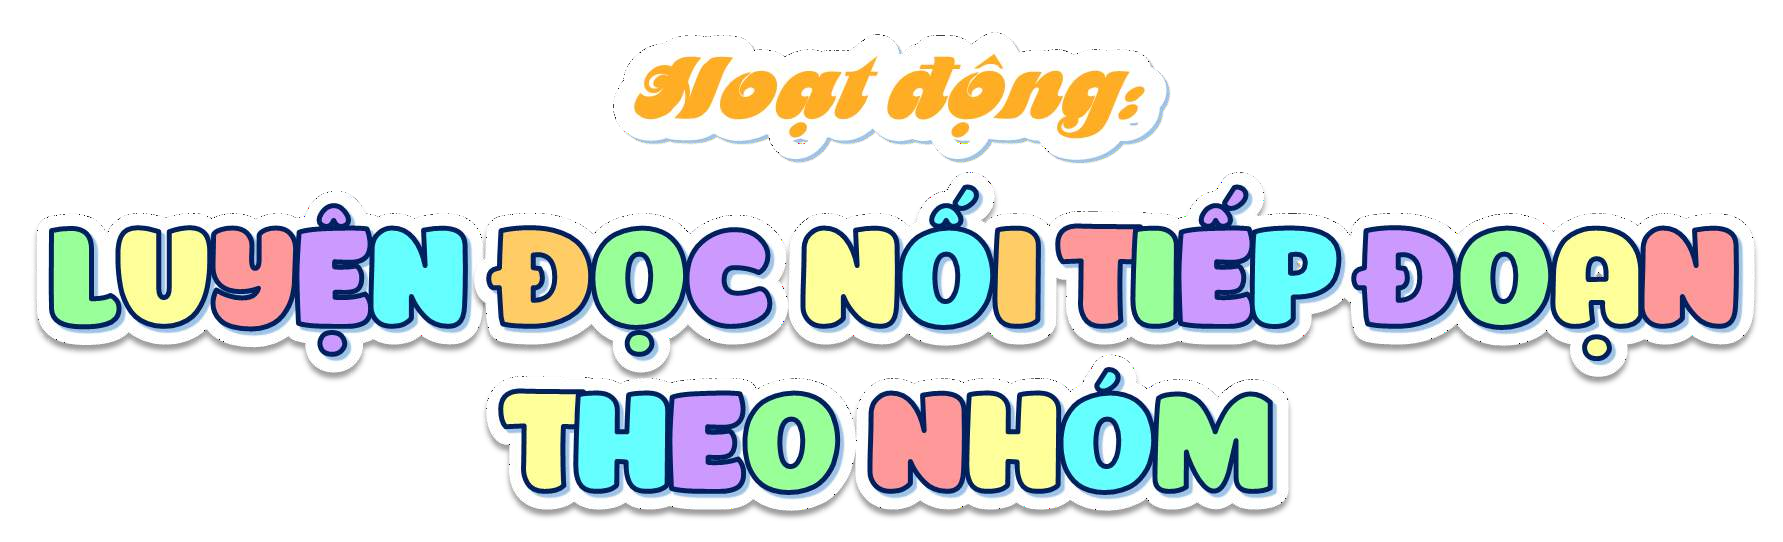 Hoạt động:
LUYỆN ĐỌC NỐI TIẾP ĐOẠN
THEO NHÓM